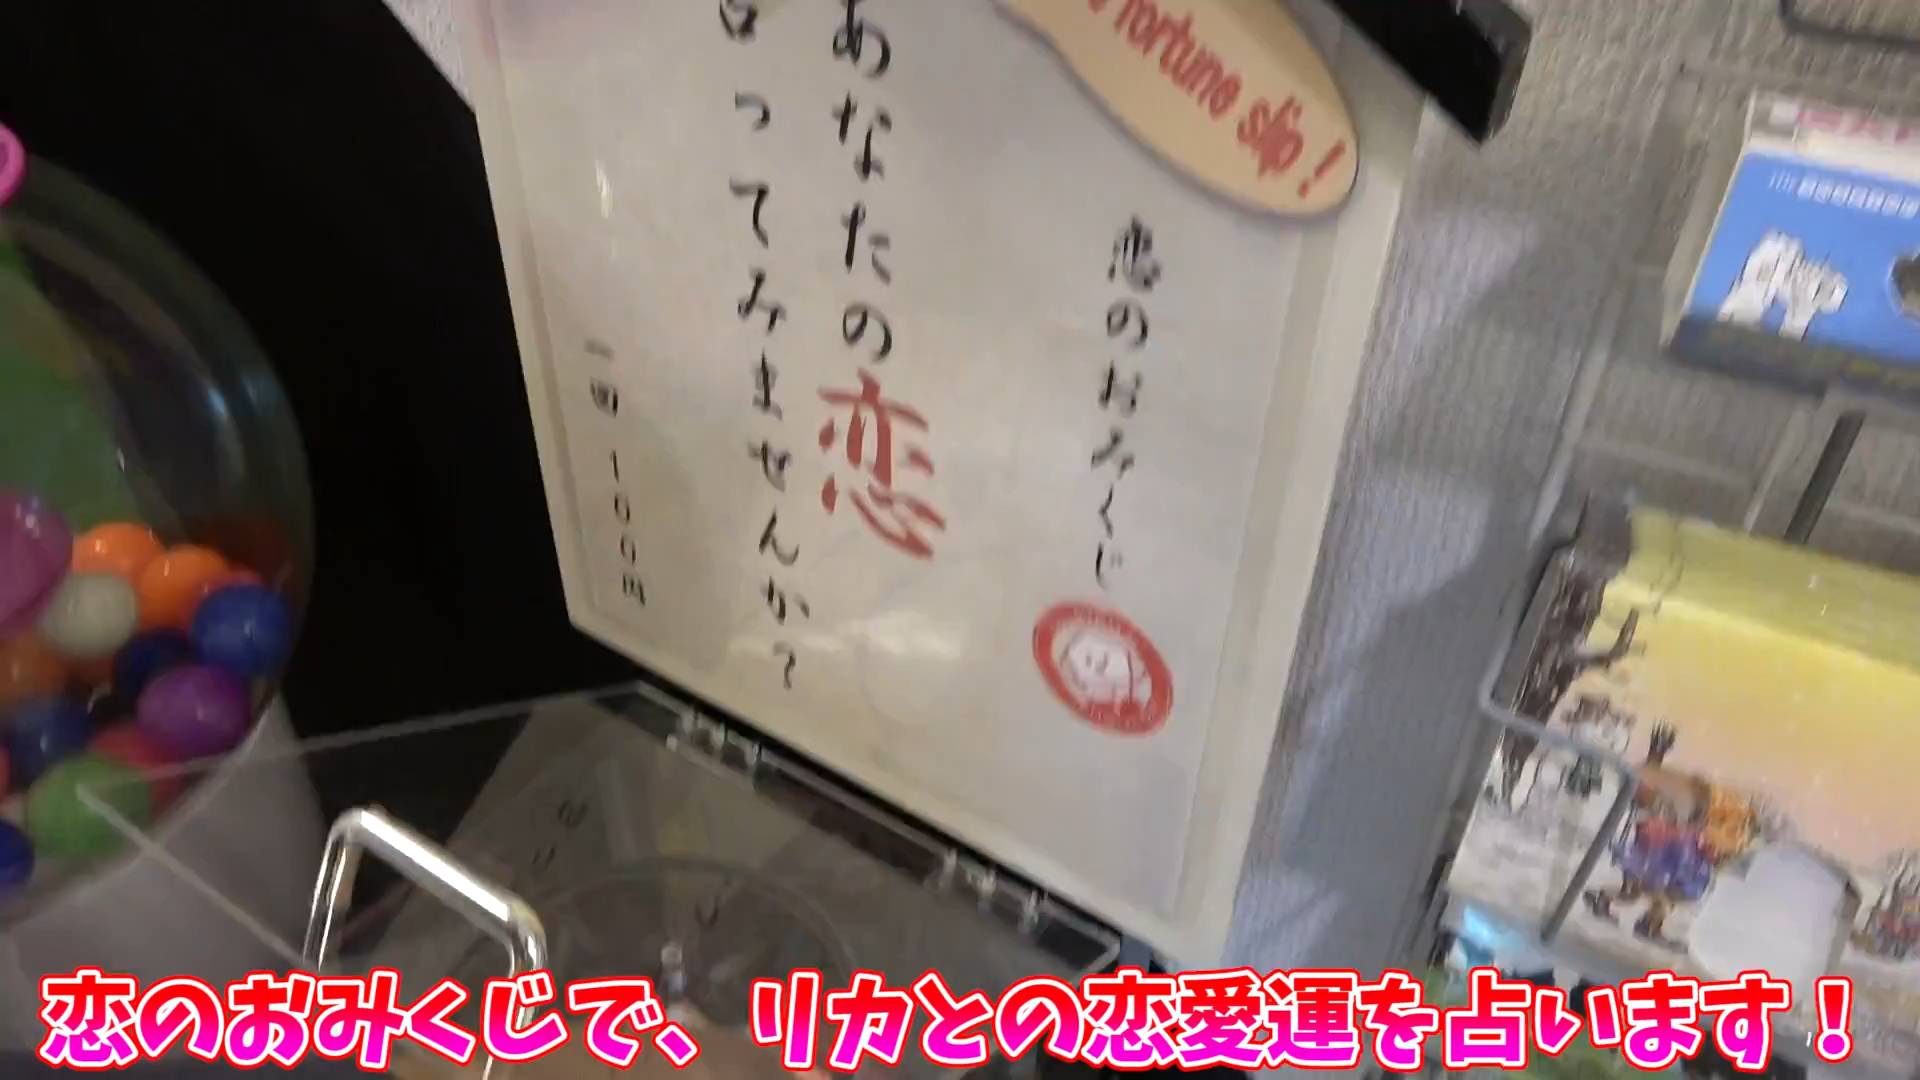 fortune slip!
恋のおみくじ
あなたの恋
占ってみませんか?
一回 100円
恋のおみくじで、リカとの恋愛運を占います!